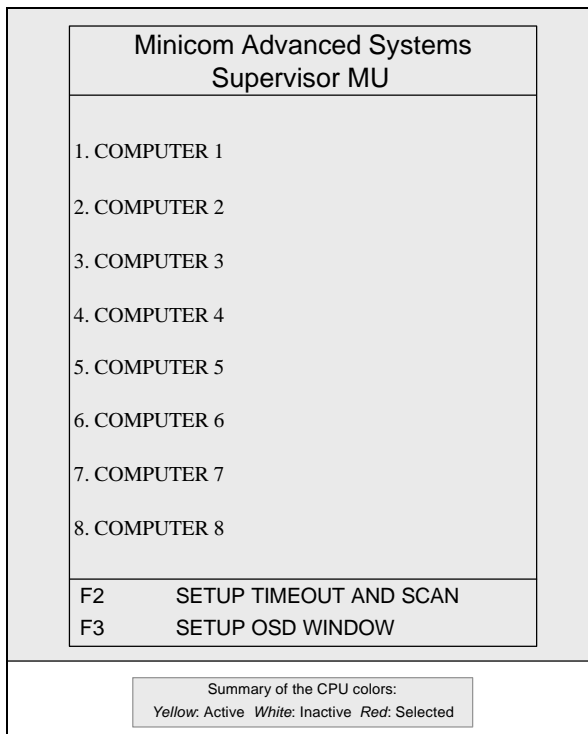 Minicom Advanced Systems
Supervisor MU
1. COMPUTER 1
2. COMPUTER 2
3. COMPUTER 3
4. COMPUTER 4
5. COMPUTER 5
6. COMPUTER 6
7. COMPUTER 7
8. COMPUTER 8
F2 SETUP TIMEOUT AND SCAN
F3 SETUP OSD WINDOW
Summary of the CPU colors:
Yellow: Active White: Inactive Red: Selected